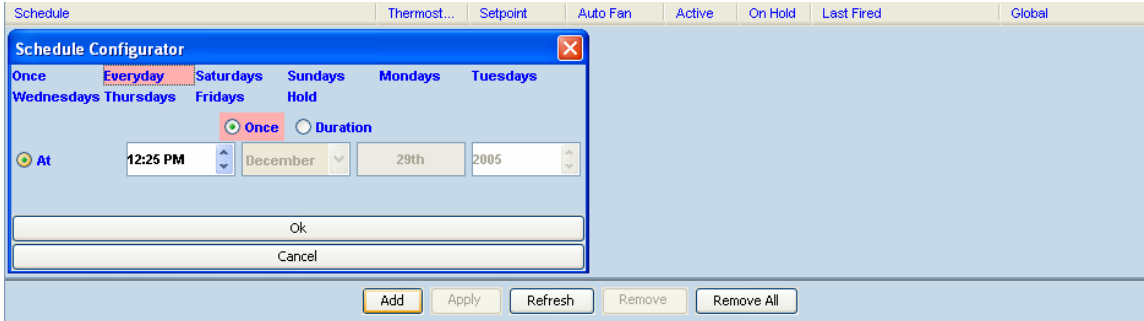 Schedule Thermost... Setpoint Auto Fan Active On Hold Last Fired Global
Schedule Configurator
Once Everyday Saturdays Sundays Mondays Tuesdays
Wednesdays Thursdays Fridays Hold
Once Duration
At 12:25 PM December 29th 2005
Ok
Cancel
Add Apply Refresh Remove Remove All